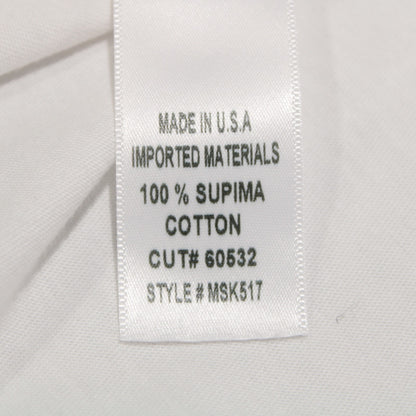 MADE IN U.S.A
IMPORTED MATERIALS
100 % SUPIMA
COTTON
CUT# 60532
STYLE # MSK517